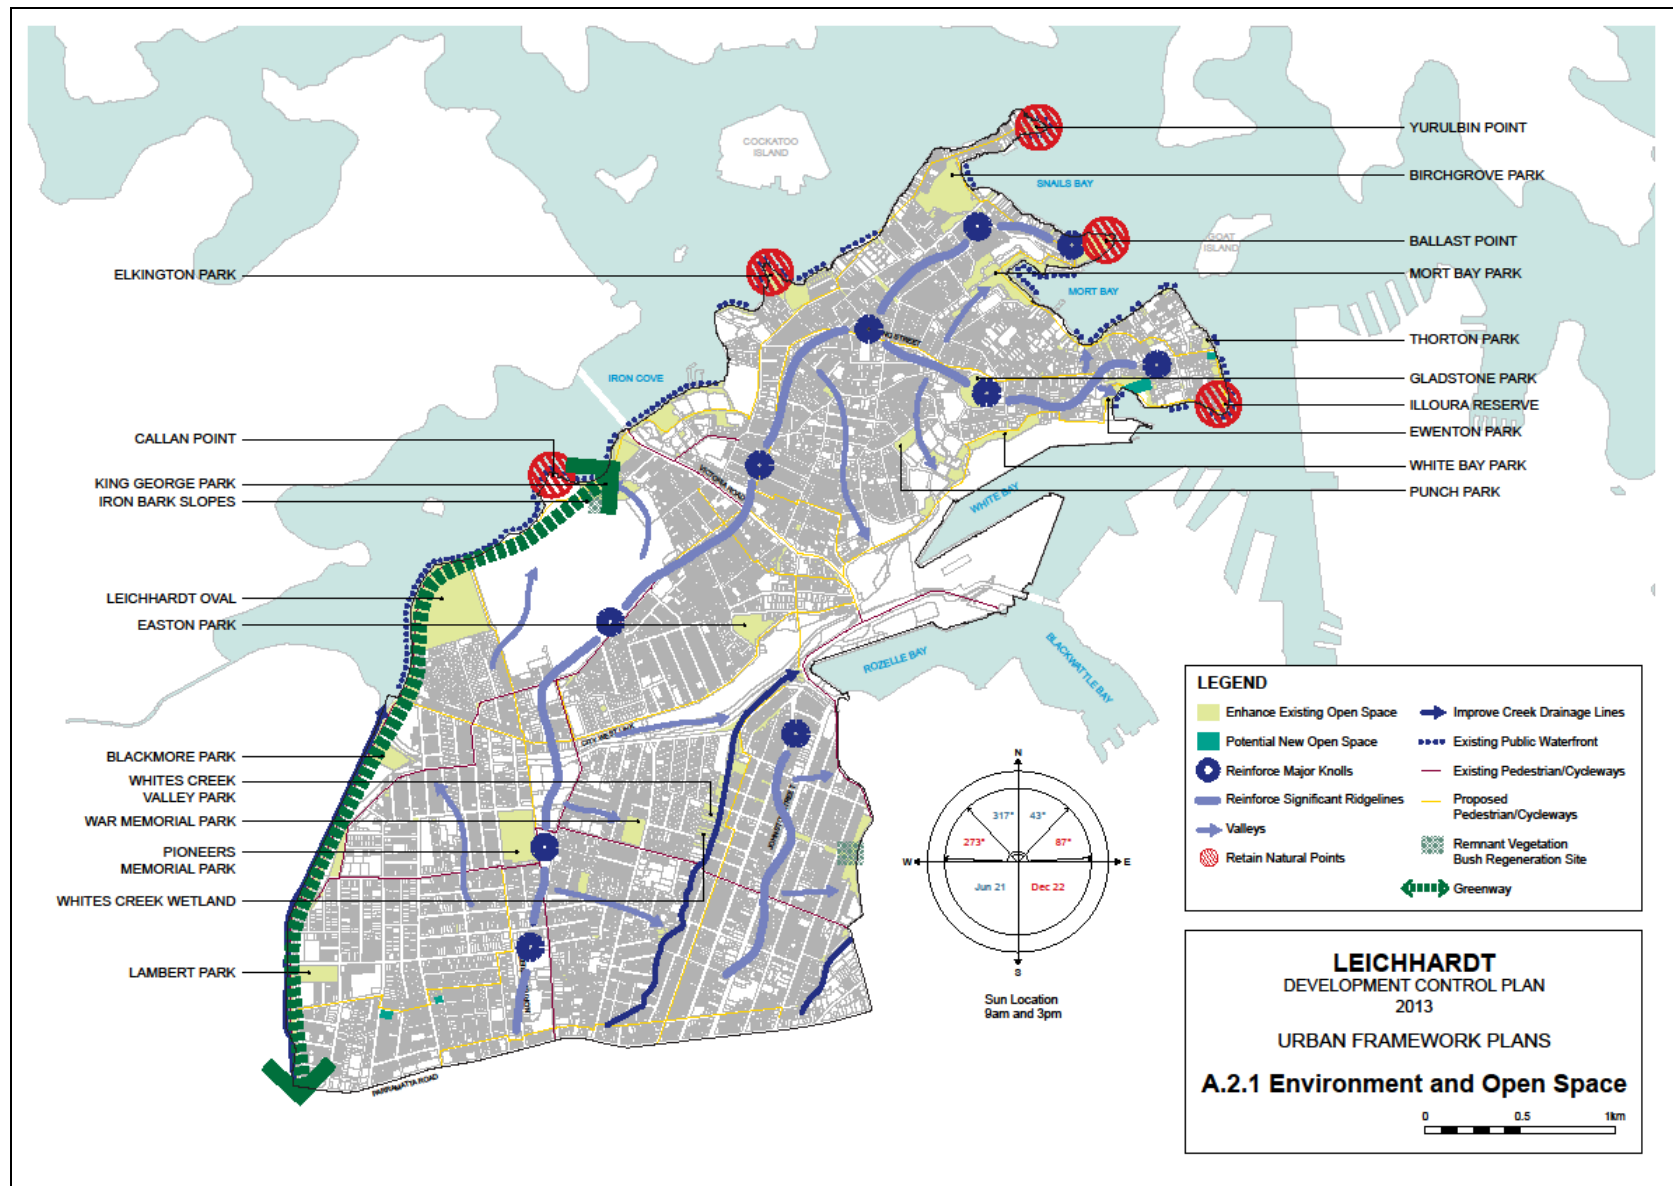 COCKATOO
ISLAND
SNAILS BAY
GOAT
ISLAND
MORT BAY
IRON COVE
VICTORIA ROAD
WHITE BAY
ROZELLE BAY
BLACKWATTLE BAY
CITY WEST LINK
PARRAMATTA ROAD
YURULBIN POINT
BIRCHGROVE PARK
BALLAST POINT
MORT BAY PARK
THORTON PARK
GLADSTONE PARK
ILLOURA RESERVE
EWENTON PARK
WHITE BAY PARK
PUNCH PARK
ELKINGTON PARK
CALLAN POINT
KING GEORGE PARK
IRON BARK SLOPES
LEICHHARDT OVAL
EASTON PARK
BLACKMORE PARK
WHITES CREEK
VALLEY PARK
WAR MEMORIAL PARK
PIONEERS
MEMORIAL PARK
WHITES CREEK WETLAND
LAMBERT PARK
N
317° 43°
273° 87°
W E
Jun 21 Dec 22
S
Sun Location
9am and 3pm
LEGEND
Enhance Existing Open Space
Potential New Open Space
Reinforce Major Knolls
Reinforce Significant Ridgelines
Valleys
Retain Natural Points
Improve Creek Drainage Lines
Existing Public Waterfront
Existing Pedestrian/Cycleways
Proposed
Pedestrian/Cycleways
Remnant Vegetation
Bush Regeneration Site
Greenway
LEICHHARDT
DEVELOPMENT CONTROL PLAN
2013
URBAN FRAMEWORK PLANS
A.2.1 Environment and Open Space
0 0.5 1km